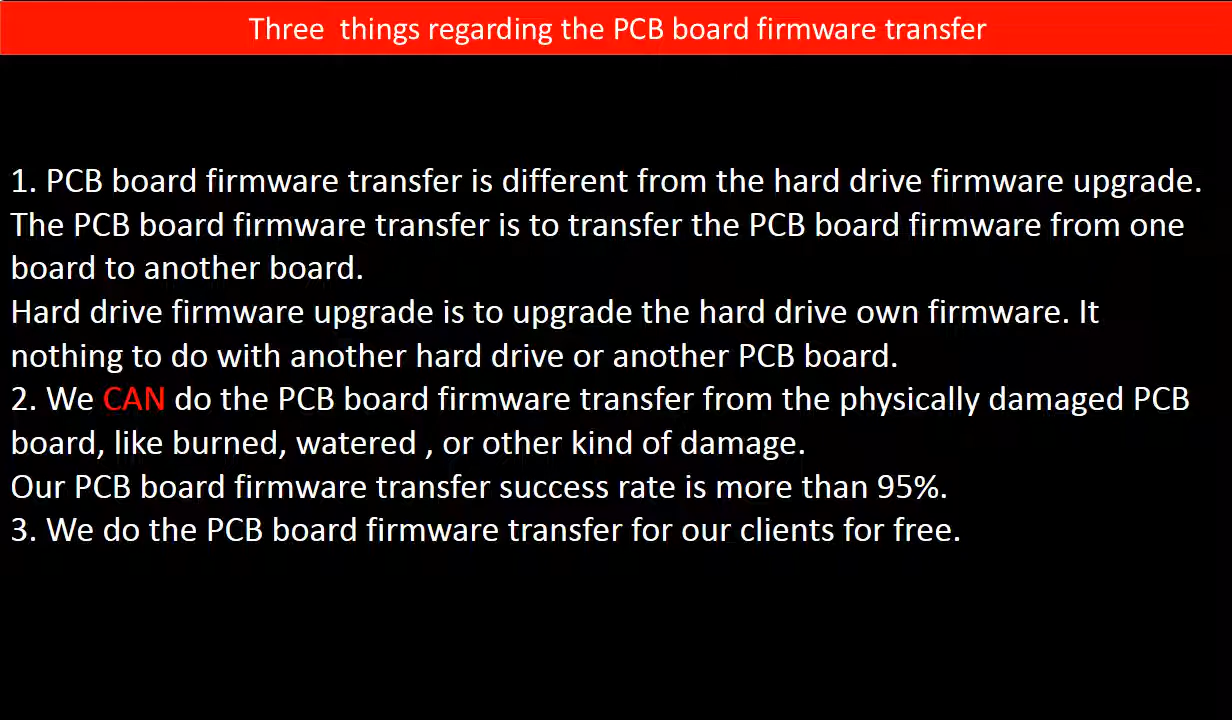 Three  things regarding the PCB board firmware transfer
1. PCB board firmware transfer is different from the hard drive firmware upgrade.
The PCB board firmware transfer is to transfer the PCB board firmware from one
board to another board.
Hard drive firmware upgrade is to upgrade the hard drive own firmware. It
nothing to do with another hard drive or another PCB board.
2. We CAN do the PCB board firmware transfer from the physically damaged PCB
board, like burned, watered , or other kind of damage.
Our PCB board firmware transfer success rate is more than 95%.
3. We do the PCB board firmware transfer for our clients for free.